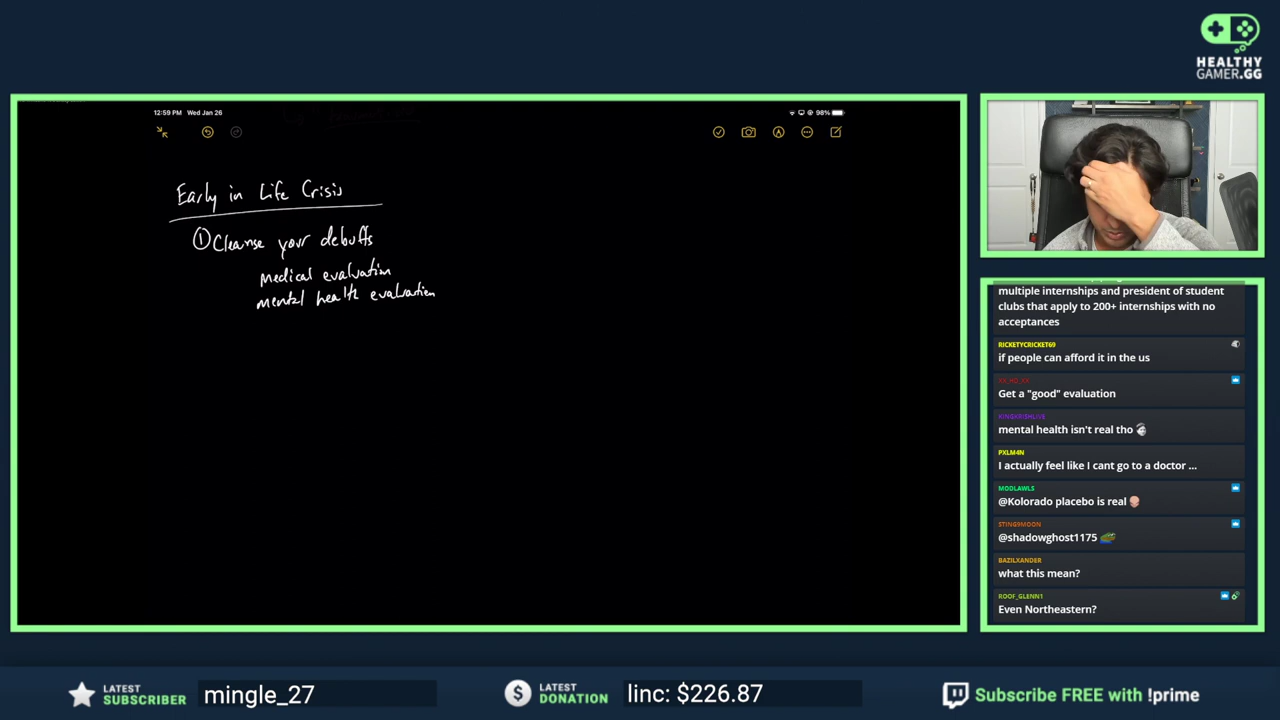 HEALTHY
GAMER.GG
12:59 PM Wed Jan 26
98%
Early in Life Crisis
① Cleanse your debuffs
medical evaluation
mental health evaluation
multiple internships and president of student
clubs that apply to 200+ internships with no
acceptances
RICKETYCRICKET69
if people can afford it in the us
Get a "good" evaluation
mental health isn't real tho
PXLM4N
I actually feel like I cant go to a doctor ...
MODLAWLS
@Kolorado placebo is real
STING9MOON
@shadowghost1175
BAZILXANDER
what this mean?
ROOF_GLENN1
Even Northeastern?
LATEST
SUBSCRIBER
mingle_27
LATEST
DONATION
linc: $226.87
Subscribe FREE with !prime